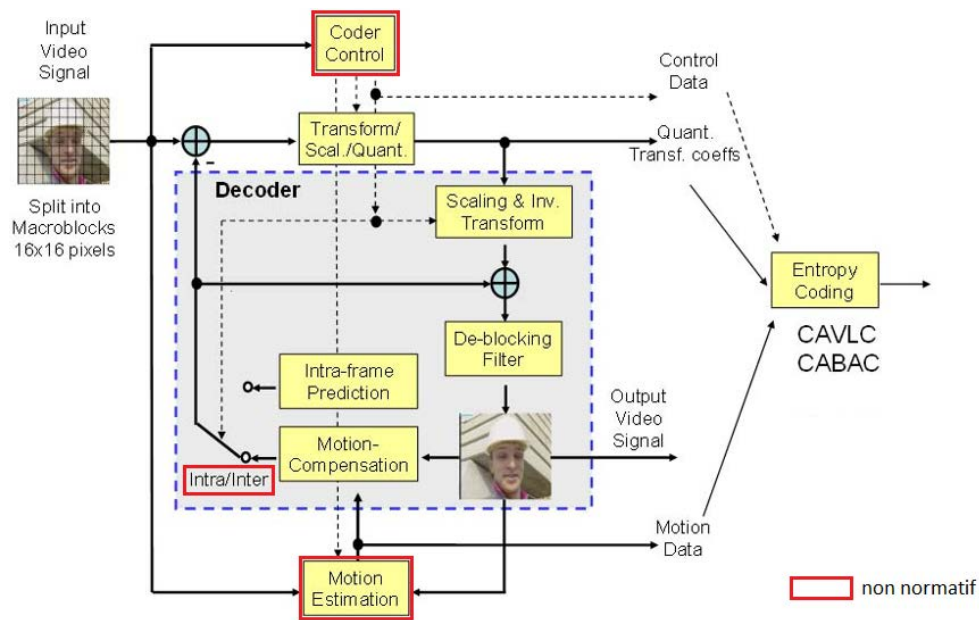 Input
Video
Signal
Coder
Control
Control
Data
Transform/
Scal./Quant.
Quant.
Transf. coeffs
-
Split into
Macroblocks
16x16 pixels
Decoder
Scaling & Inv.
Transform
Entropy
Coding
CAVLC
CABAC
De-blocking
Filter
Intra-frame
Prediction
Output
Video
Signal
Motion-
Compensation
Intra/Inter
Motion
Data
Motion
Estimation
non normatif